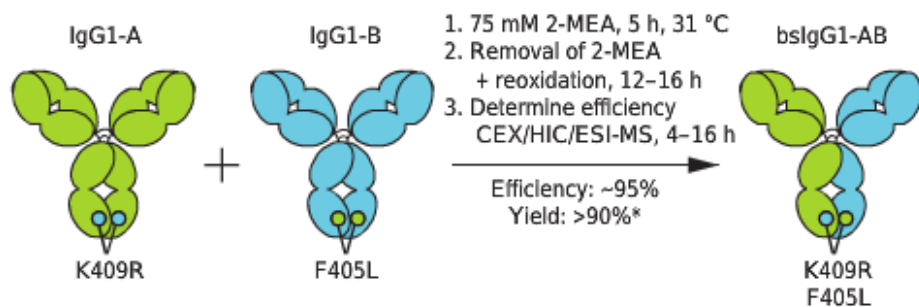 IgG1-A
IgG1-B
1. 75 mM 2-MEA, 5 h, 31 °C
2. Removal of 2-MEA
+ reoxidation, 12–16 h
3. Determine efficiency
CEX/HIC/ESI-MS, 4–16 h
bsIgG1-AB
+
Efficiency: ~95%
Yield: >90%*
K409R
F405L
K409R
F405L